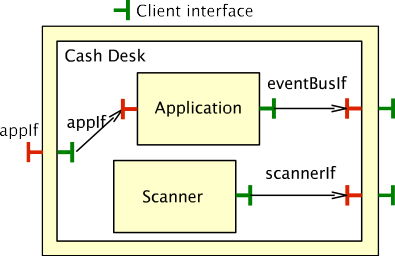 Client interface
Cash Desk
eventBusIf
Application
appIf
appIf
scannerIf
Scanner